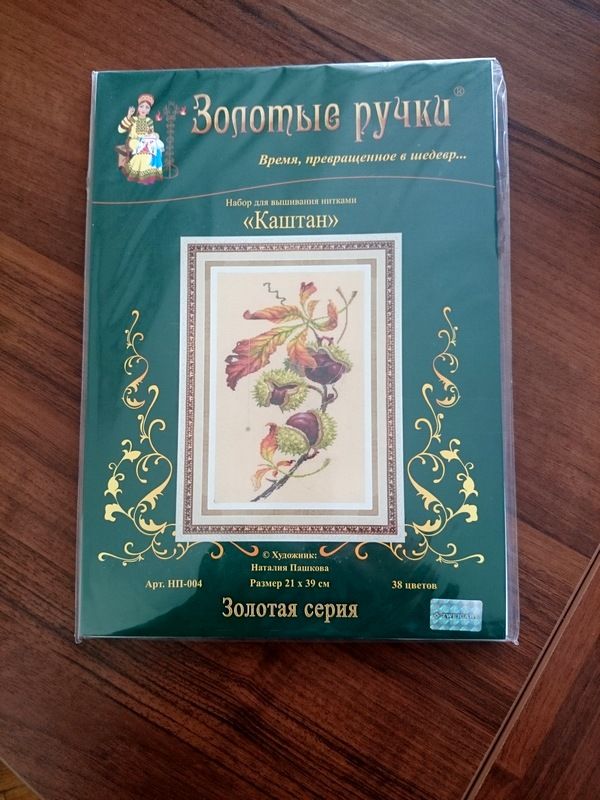 Золотые ручки®
Время, превращенное в шедевр...
Набор для вышивания нитками
«Каштан»
© Художник:
Наталия Пашкова
Арт. НП-004
Размер 21 х 39 см
38 цветов
Золотая серия
ZWEIGART